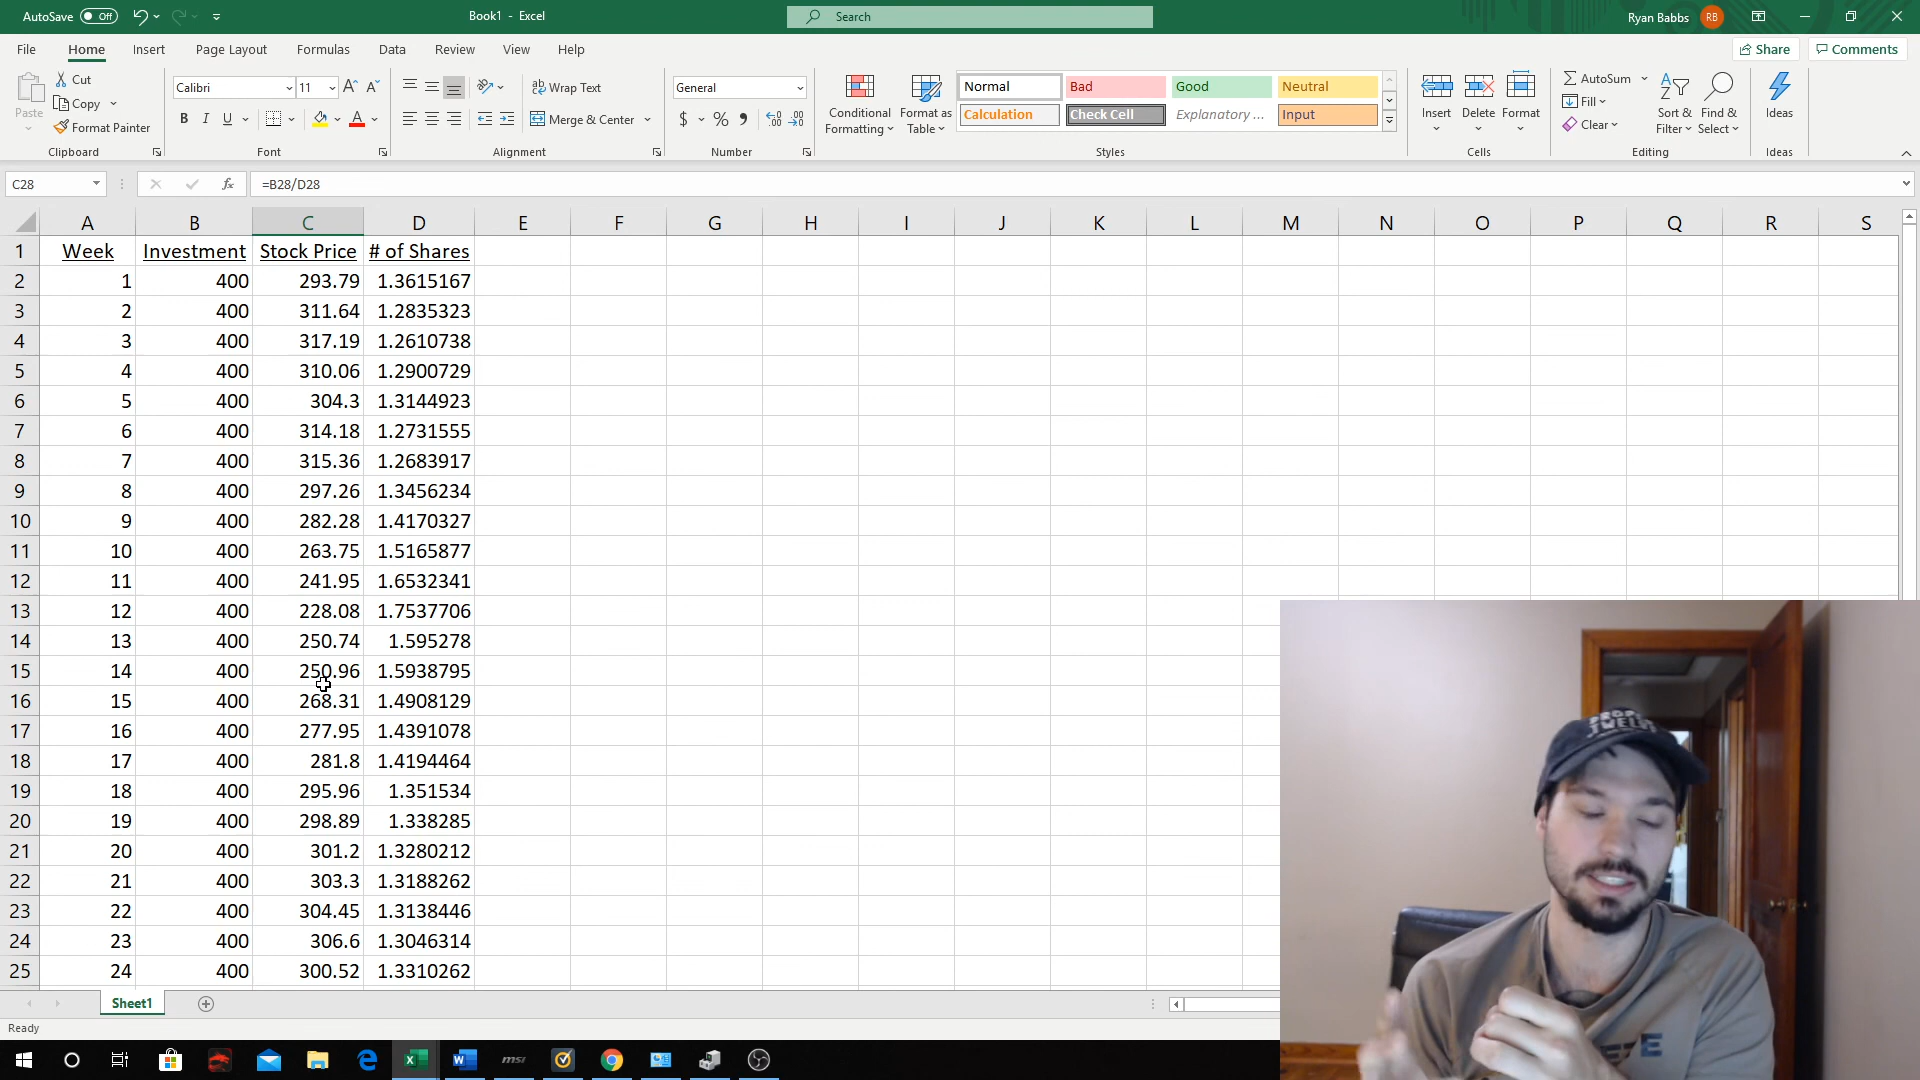 AutoSave Off Book1 - Excel Search Ryan Babbs RB
File Home Insert Page Layout Formulas Data Review View Help Share Comments
Cut
Copy
Format Painter
Paste
Clipboard
Calibri 11
B I U A
Font
Wrap Text
Merge & Center
Alignment
General
$ %
Number
Conditional Formatting
Format as Table
Normal Bad Good Neutral
Calculation Check Cell Explanatory ... Input
Styles
Insert Delete Format
Cells
AutoSum
Fill
Clear
Sort & Filter
Find & Select
Editing
Ideas
Ideas
C28 fx =B28/D28
A B C D E F G H I J K L M N O P Q R S
1 Week Investment Stock Price # of Shares
2 1 400 293.79 1.3615167
3 2 400 311.64 1.2835323
4 3 400 317.19 1.2610738
5 4 400 310.06 1.2900729
6 5 400 304.3 1.3144923
7 6 400 314.18 1.2731555
8 7 400 315.36 1.2683917
9 8 400 297.26 1.3456234
10 9 400 282.28 1.4170327
11 10 400 263.75 1.5165877
12 11 400 241.95 1.6532341
13 12 400 228.08 1.7537706
14 13 400 250.74 1.595278
15 14 400 250.96 1.5938795
16 15 400 268.31 1.4908129
17 16 400 277.95 1.4391078
18 17 400 281.8 1.4194464
19 18 400 295.96 1.351534
20 19 400 298.89 1.338285
21 20 400 301.2 1.3280212
22 21 400 303.3 1.3188262
23 22 400 304.45 1.3138446
24 23 400 306.6 1.3046314
25 24 400 300.52 1.3310262
Sheet1
Ready
msi